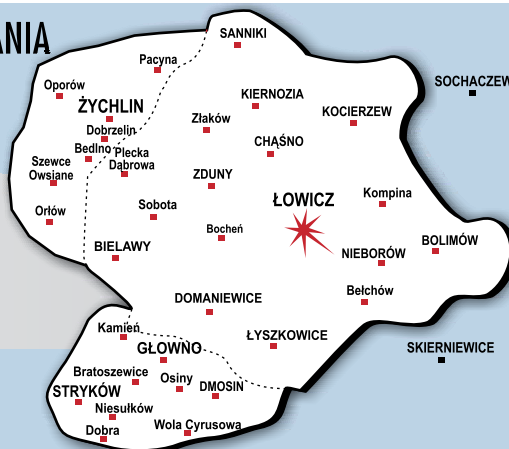 ANIA
SANNIKI
Pacyna
SOCHACZEW
Oporów
KIERNOZIA
ŻYCHLIN
KOCIERZEW
Złaków
Dobrzelin
CHĄŚNO
Bedlno
Plecka
Dąbrowa
Szewce
Owsiane
ZDUNY
Kompina
ŁOWICZ
Sobota
Orłów
Bocheń
BOLIMÓW
BIELAWY
NIEBORÓW
Bełchów
DOMANIEWICE
Kamień
ŁYSZKOWICE
GŁOWNO
SKIERNIEWICE
Bratoszewice
Osiny
DMOSIN
STRYKÓW
Niesułków
Wola Cyrusowa
Dobra